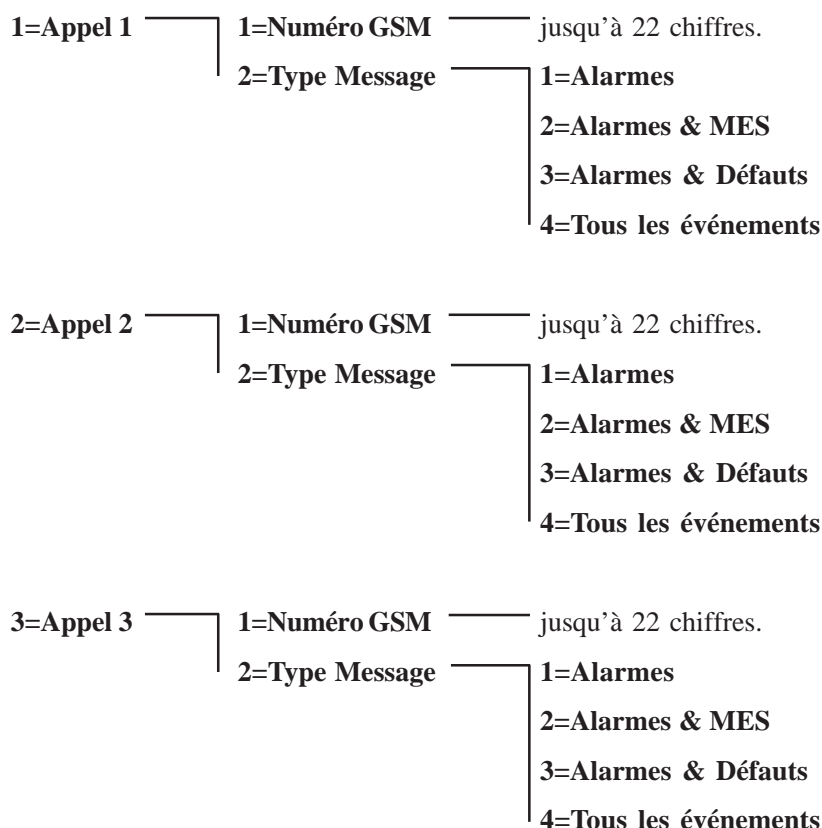 1=Appel 1 1=Numéro GSM jusqu'à 22 chiffres.
2=Type Message 1=Alarmes
2=Alarmes & MES
3=Alarmes & Défauts
4=Tous les événements
2=Appel 2 1=Numéro GSM jusqu'à 22 chiffres.
2=Type Message 1=Alarmes
2=Alarmes & MES
3=Alarmes & Défauts
4=Tous les événements
3=Appel 3 1=Numéro GSM jusqu'à 22 chiffres.
2=Type Message 1=Alarmes
2=Alarmes & MES
3=Alarmes & Défauts
4=Tous les événements